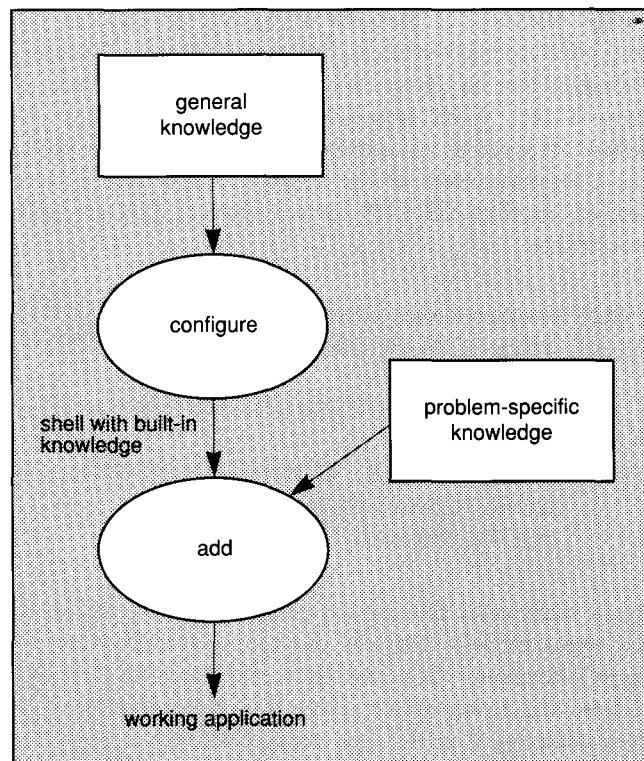 general
knowledge
configure
shell with built-in
knowledge
problem-specific
knowledge
add
working application